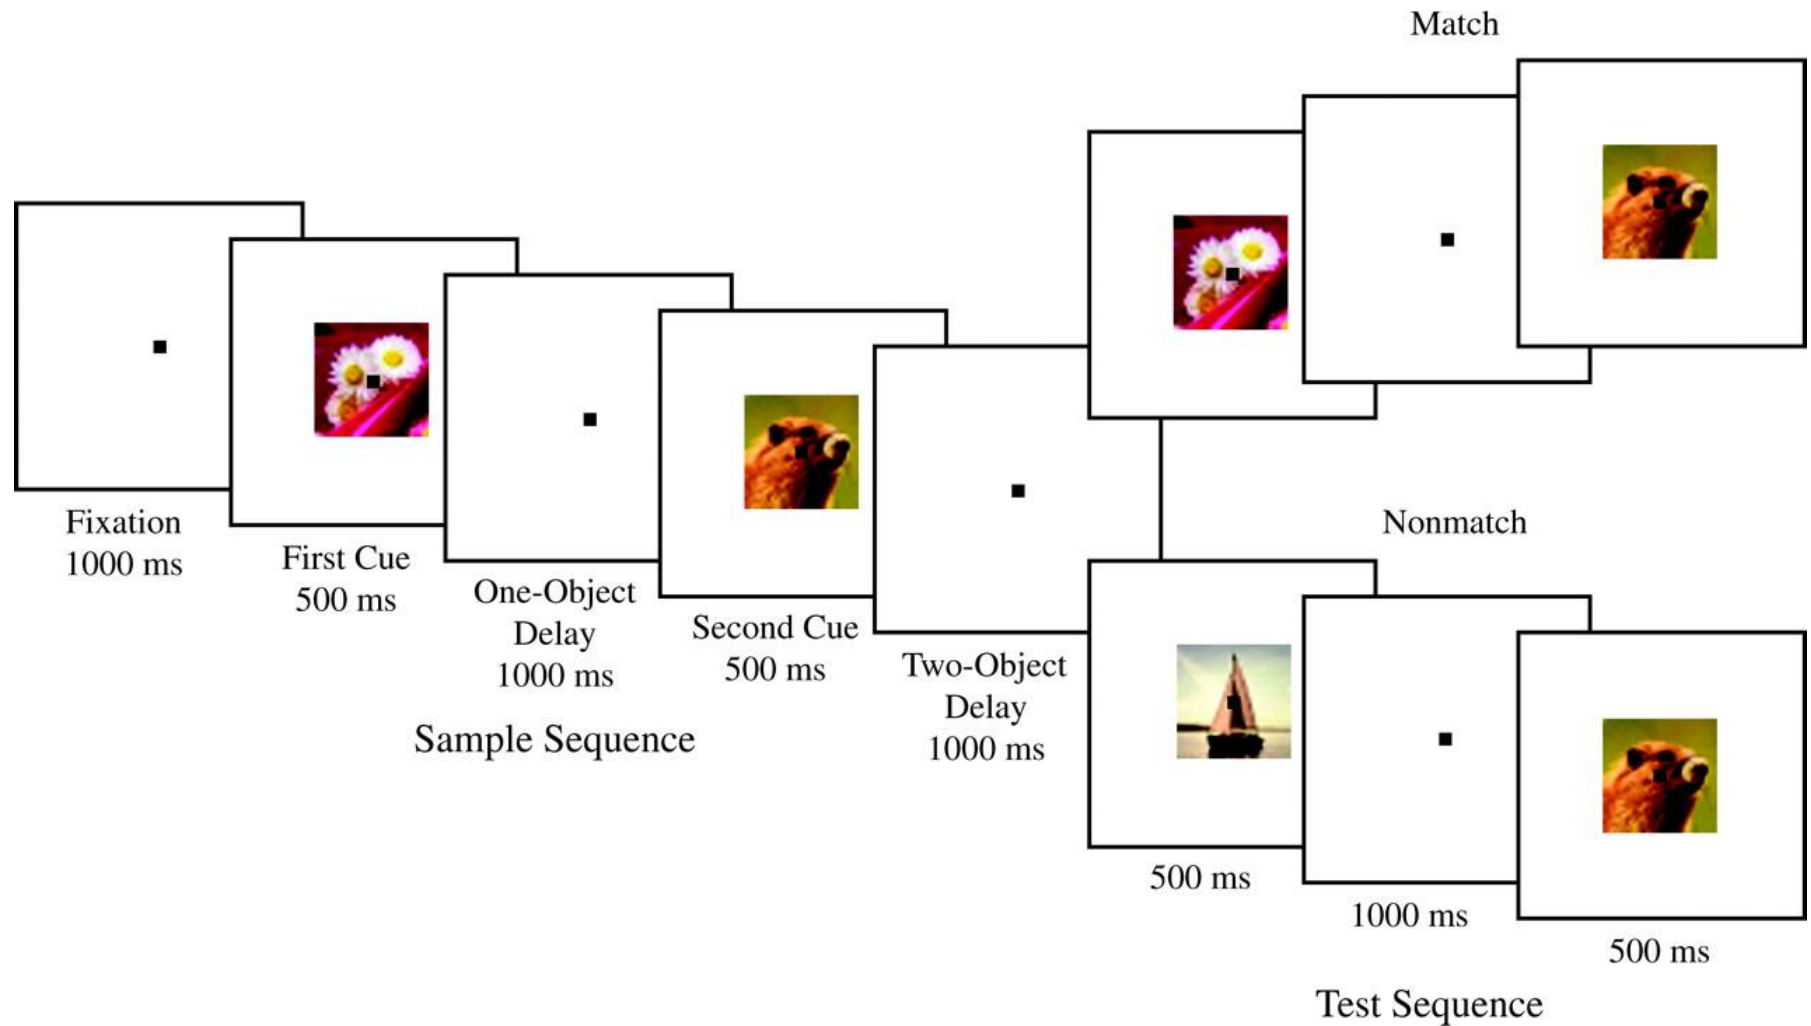 Match
Fixation
1000 ms
First Cue
500 ms
One-Object
Delay
1000 ms
Second Cue
500 ms
Two-Object
Delay
1000 ms
Sample Sequence
Nonmatch
500 ms
1000 ms
500 ms
Test Sequence